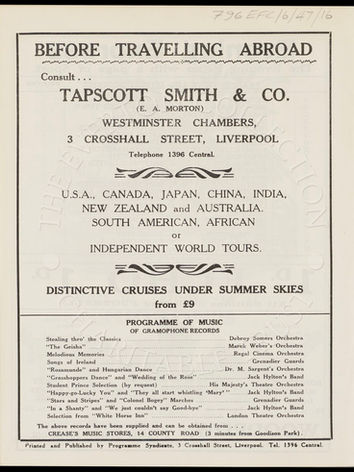 796 EFC/6/47/16
BEFORE TRAVELLING ABROAD
Consult . . .
TAPSCOTT SMITH & CO.
(E. A. MORTON)
WESTMINSTER CHAMBERS,
3 CROSSHALL STREET, LIVERPOOL
Telephone 1396 Central.
U.S.A., CANADA, JAPAN, CHINA, INDIA,
NEW ZEALAND and AUSTRALIA.
SOUTH AMERICAN, AFRICAN
or
INDEPENDENT WORLD TOURS.
DISTINCTIVE CRUISES UNDER SUMMER SKIES
from £9
PROGRAMME OF MUSIC
OF GRAMOPHONE RECORDS
Stealing thro' the Classics Debroy Somers Orchestra
"The Geisha" Marek Weber's Orchestra
Melodious Memories Regal Cinema Orchestra
Songs of Ireland Grenadier Guards
"Rosamunde" and Hungarian Dance Dr. M. Sargent's Orchestra
"Grasshoppers Dance" and "Wedding of the Rose" Jack Hylton's Band
Student Prince Selection (by request) His Majesty's Theatre Orchestra
"Happy-go-Lucky You" and "They all start whistling 'Mary'" Jack Hylton's Band
"Stars and Stripes" and "Colonel Bogey" Marches Grenadier Guards
"In a Shanty" and "We just couldn't say Good-bye" Jack Hylton's Band
Selection from "White Horse Inn" London Theatre Orchestra
The above records have been supplied and can be obtained from . . .
CREASE'S MUSIC STORES, 14 COUNTY ROAD (3 minutes from Goodison Park).
Printed and Published by Programme Syndicate, 3 Crosshall Street, Liverpool. Tel. 1396 Central.